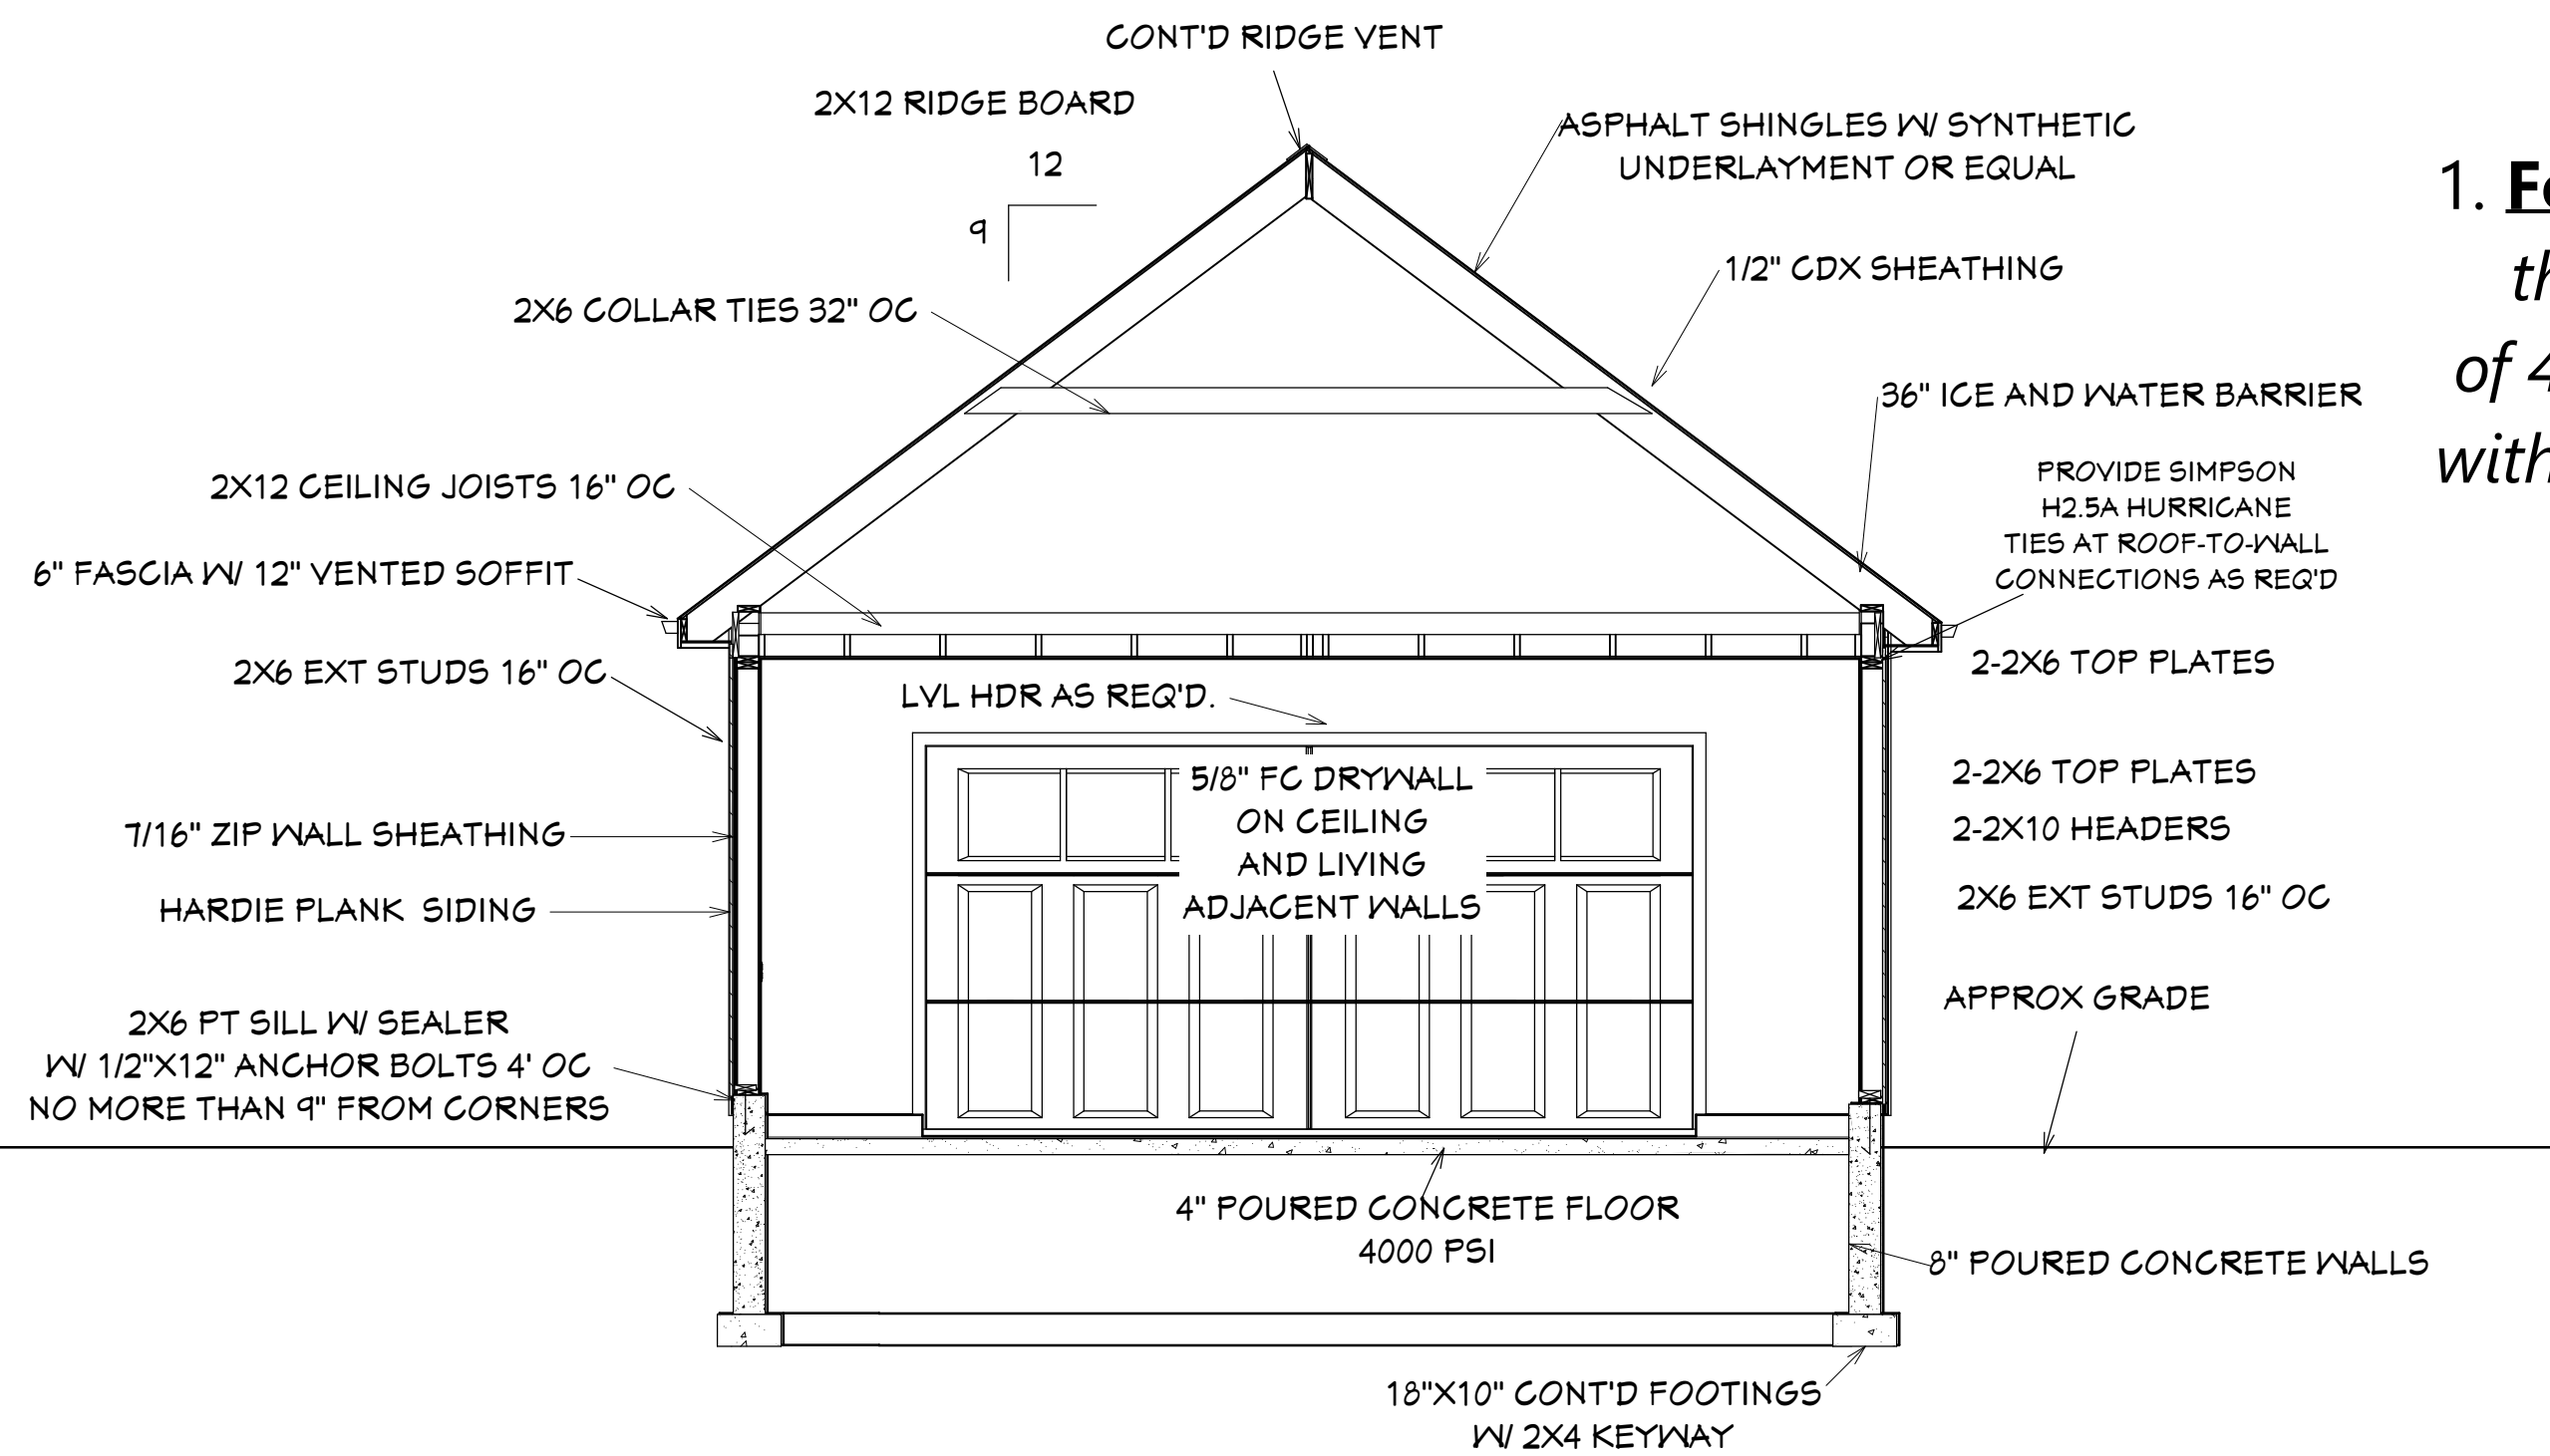 CONT'D RIDGE VENT
2X12 RIDGE BOARD
12
9
ASPHALT SHINGLES W/ SYNTHETIC
UNDERLAYMENT OR EQUAL
1/2" CDX SHEATHING
2X6 COLLAR TIES 32" OC
36" ICE AND WATER BARRIER
PROVIDE SIMPSON
H2.5A HURRICANE
TIES AT ROOF-TO-WALL
CONNECTIONS AS REQ'D
2X12 CEILING JOISTS 16" OC
6" FASCIA W/ 12" VENTED SOFFIT
2X6 EXT STUDS 16" OC
2-2X6 TOP PLATES
LVL HDR AS REQ'D.
5/8" FC DRYWALL
ON CEILING
AND LIVING
ADJACENT WALLS
2-2X6 TOP PLATES
2-2X10 HEADERS
2X6 EXT STUDS 16" OC
7/16" ZIP WALL SHEATHING
HARDIE PLANK SIDING
2X6 PT SILL W/ SEALER
W/ 1/2"X12" ANCHOR BOLTS 4' OC
NO MORE THAN 9" FROM CORNERS
APPROX GRADE
4" POURED CONCRETE FLOOR
4000 PSI
8" POURED CONCRETE WALLS
18"X10" CONT'D FOOTINGS
W/ 2X4 KEYWAY
1.
of 4
with